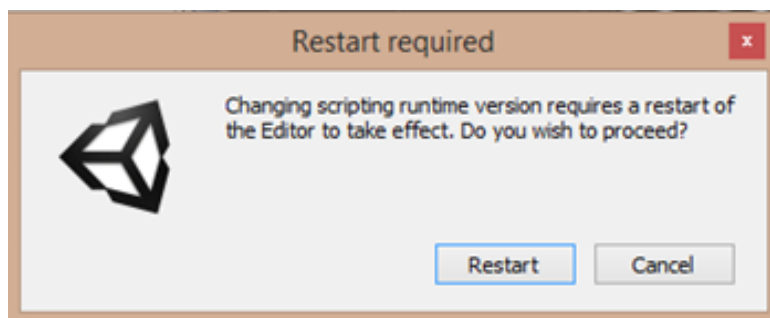 Restart required
x
Changing scripting runtime version requires a restart of
the Editor to take effect. Do you wish to proceed?
Restart Cancel